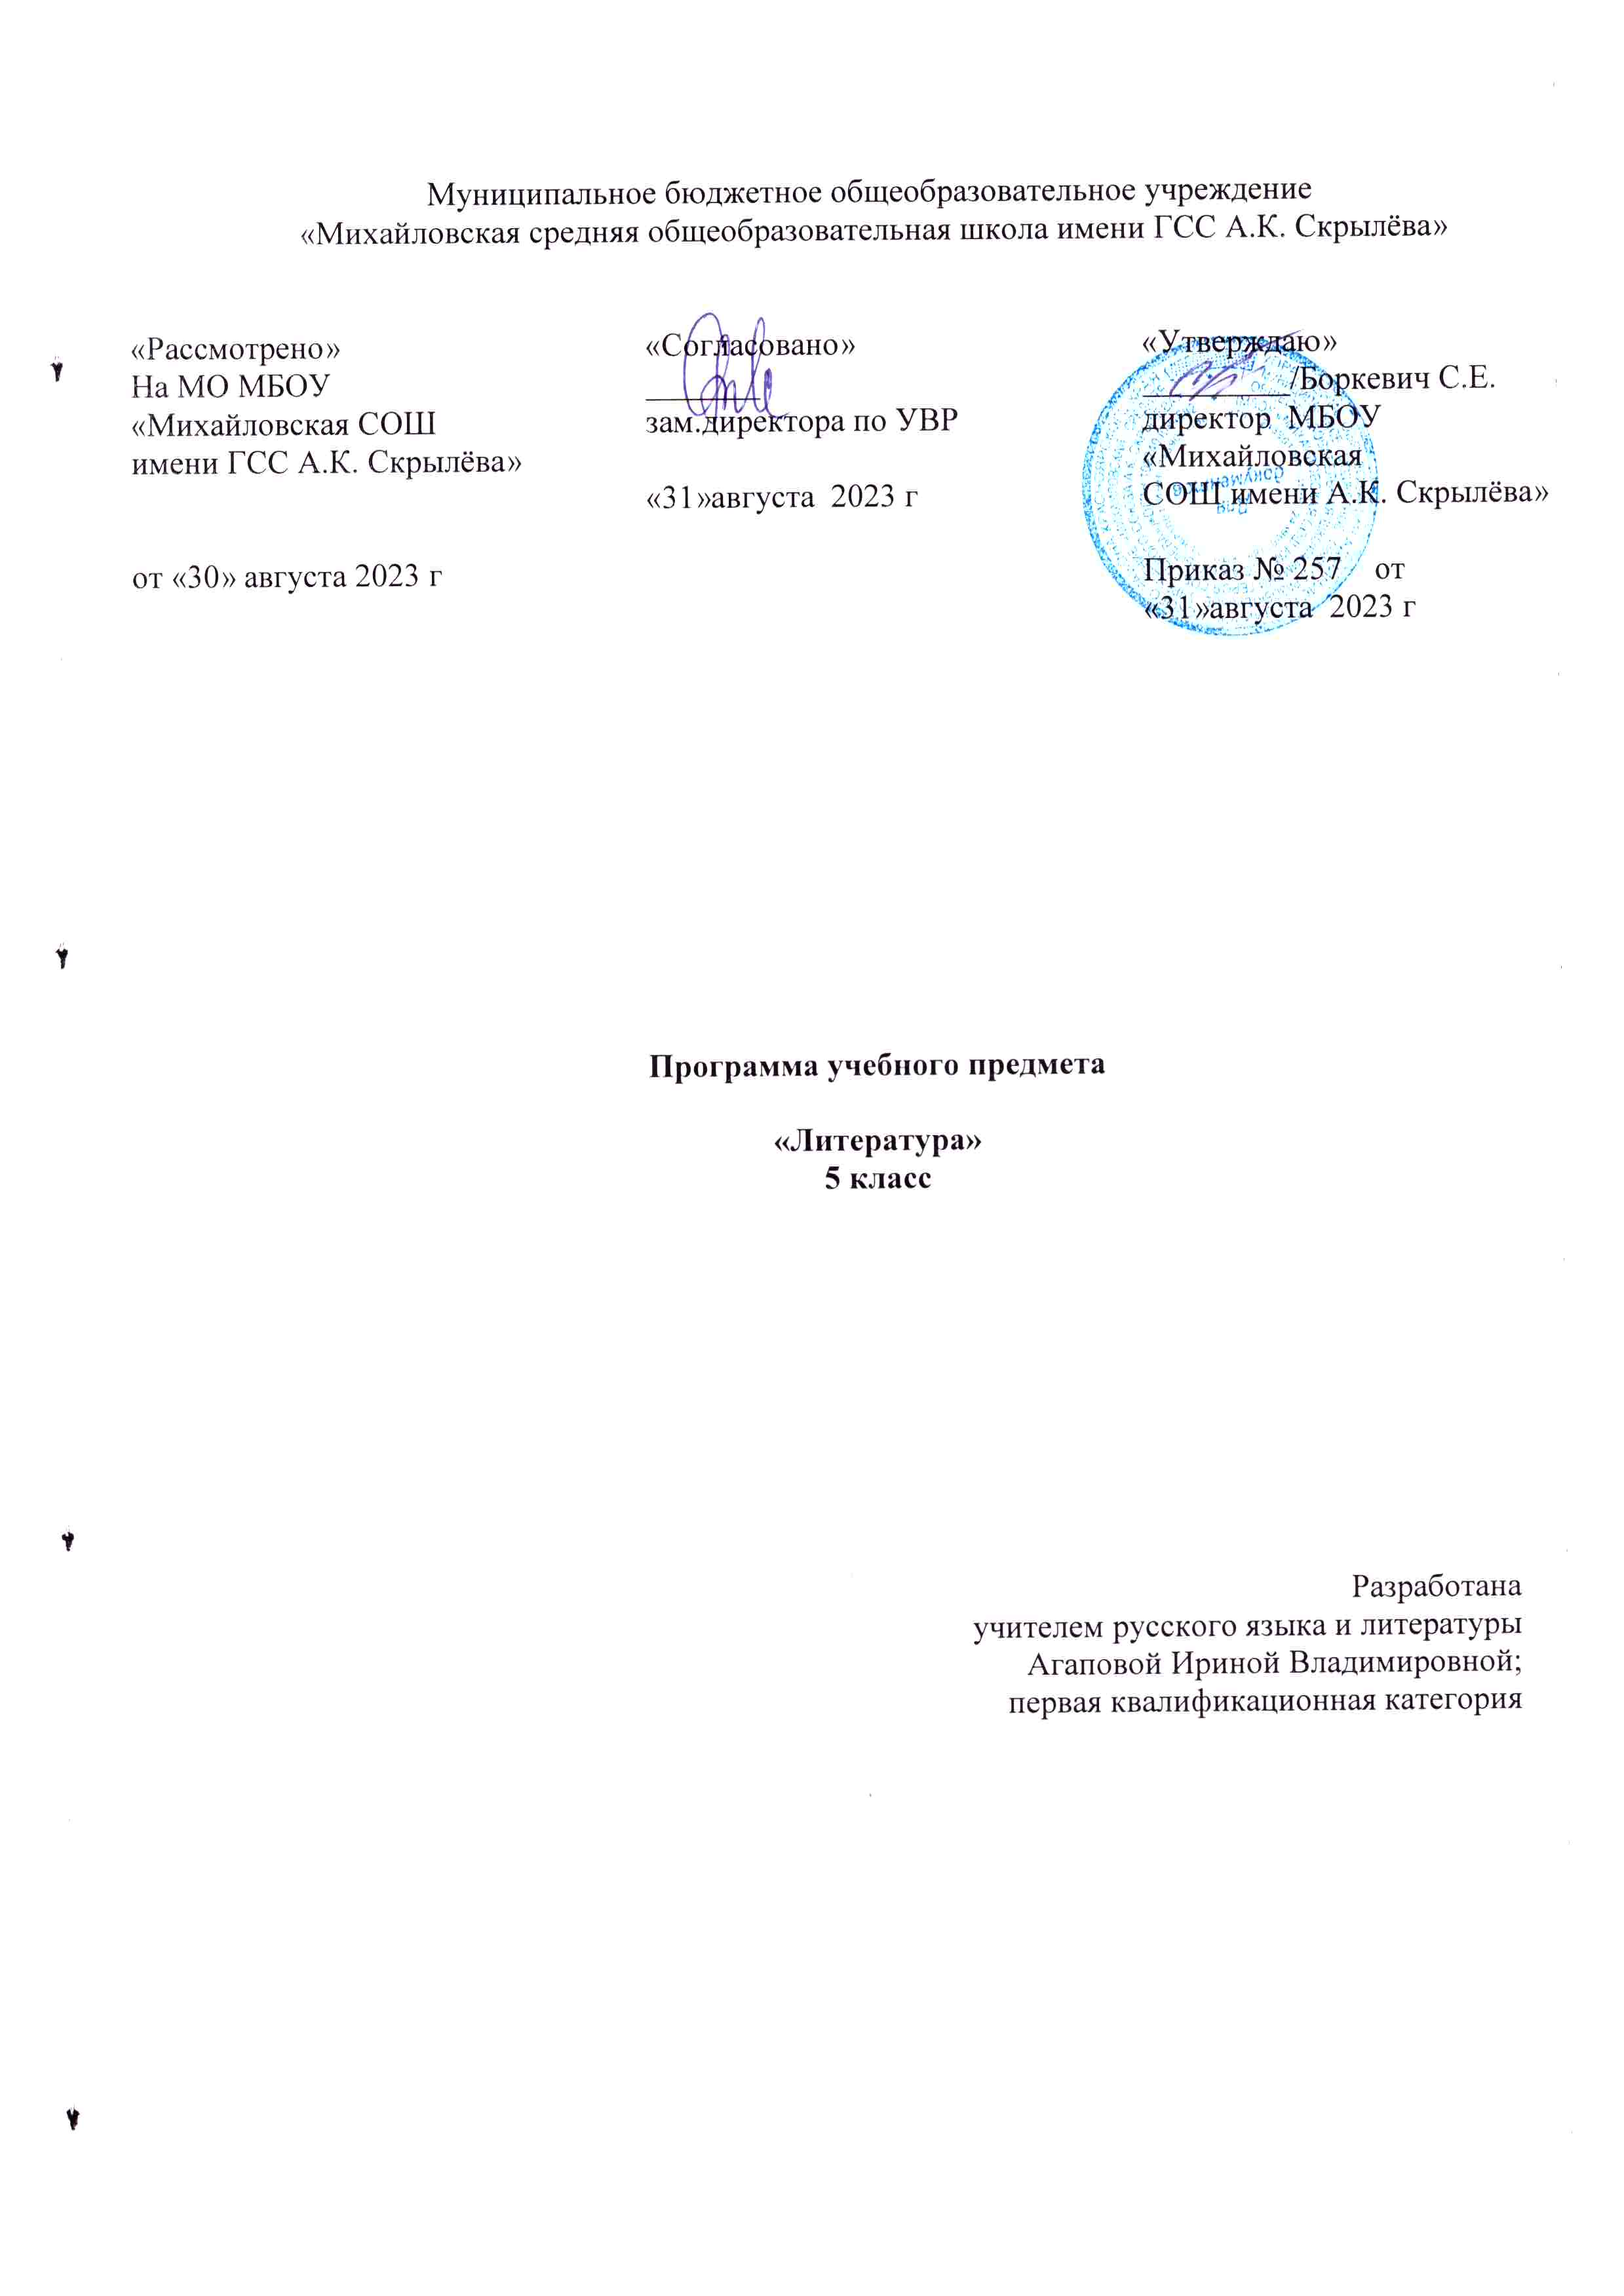 Муниципальное бюджетное общеобразовательное учреждение
«Михайловская средняя общеобразовательная школа имени ГСС А.К. Скрылёва»
«Рассмотрено»
На МО МБОУ
«Михайловская СОШ
имени ГСС А.К. Скрылёва»
от «30» августа 2023 г
«Согласовано»
зам.директора по УВР
«31»августа 2023 г
«Утверждаю»
/Боркевич С.Е.
директор МБОУ
«Михайловская
СОШ имени А.К. Скрылёва»
Приказ № 257 от
«31»августа 2023 г
Для
документов
Программа учебного предмета
«Литература»
5 класс
Разработана
учителем русского языка и литературы
Агаповой Ириной Владимировной;
первая квалификационная категория